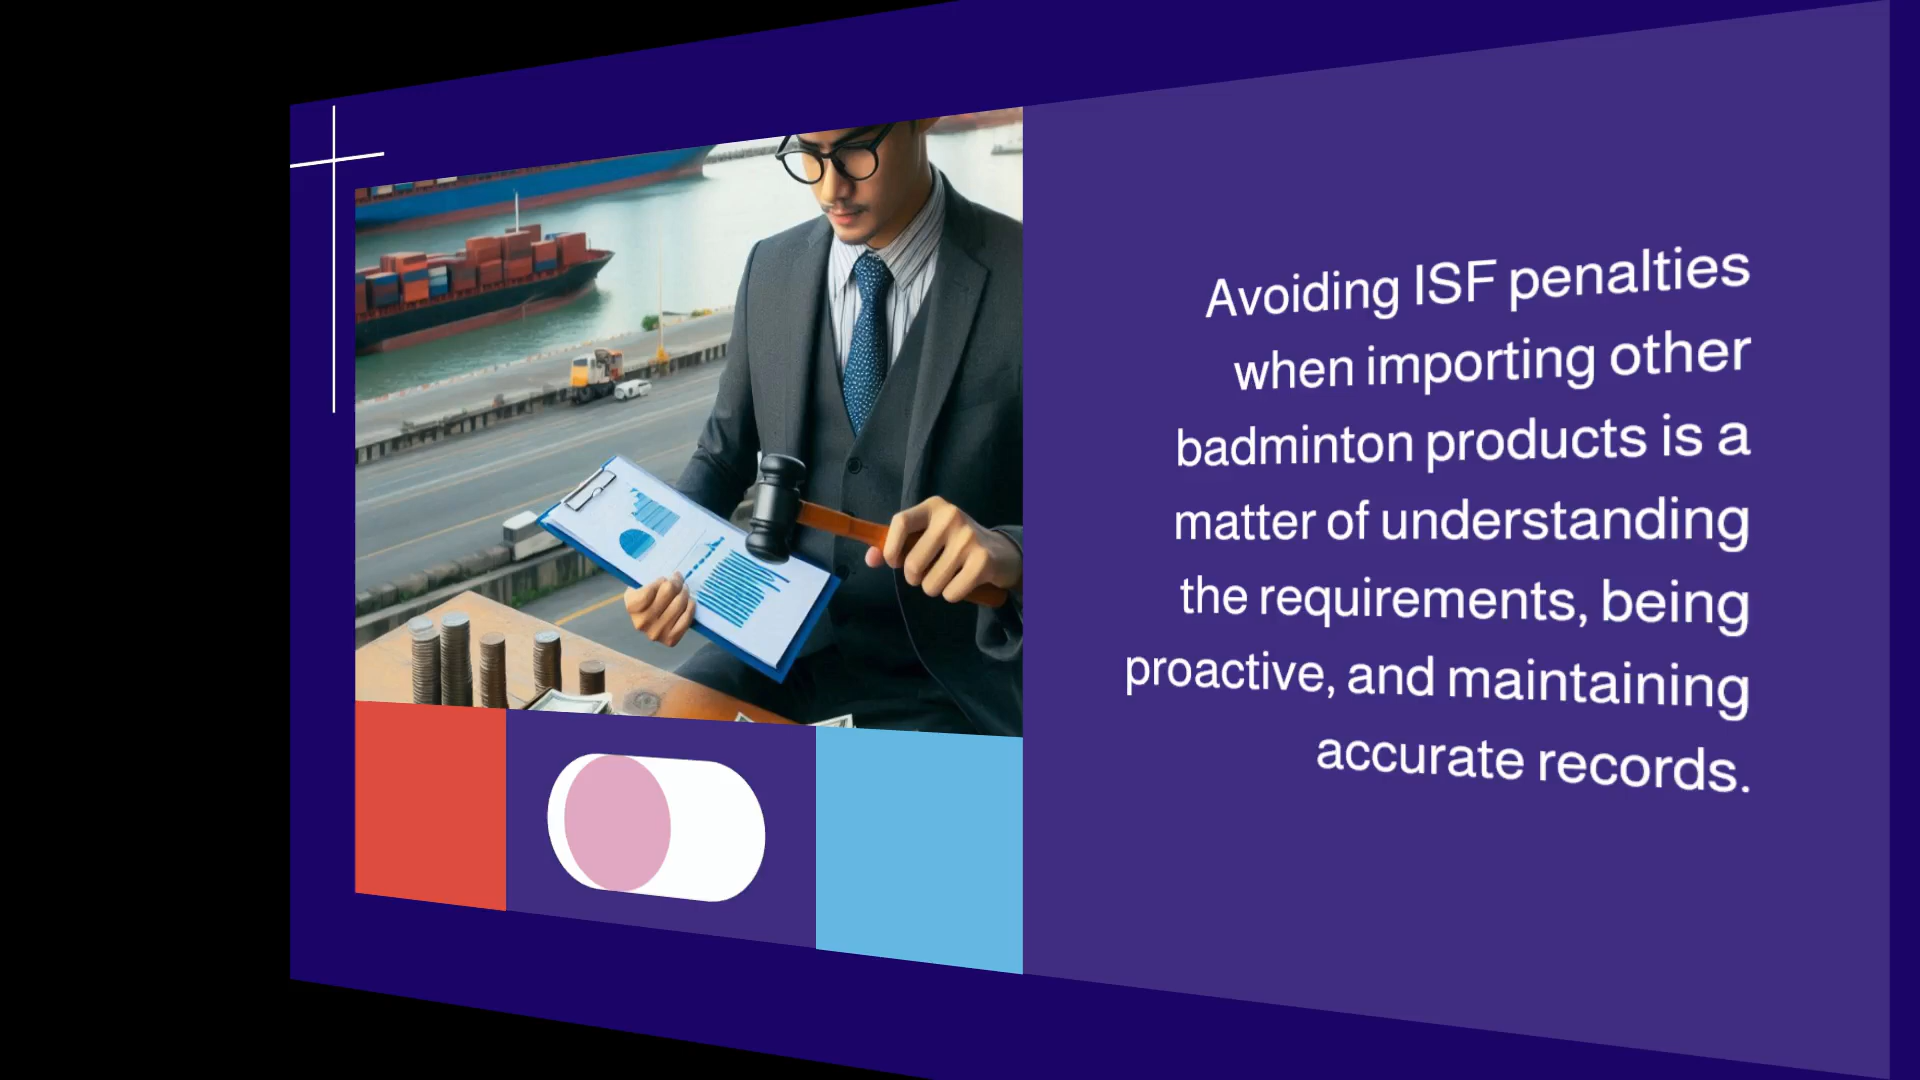 Avoiding ISF penalties
when importing other
badminton products is a
matter of understanding
the requirements, being
proactive, and maintaining
accurate records.